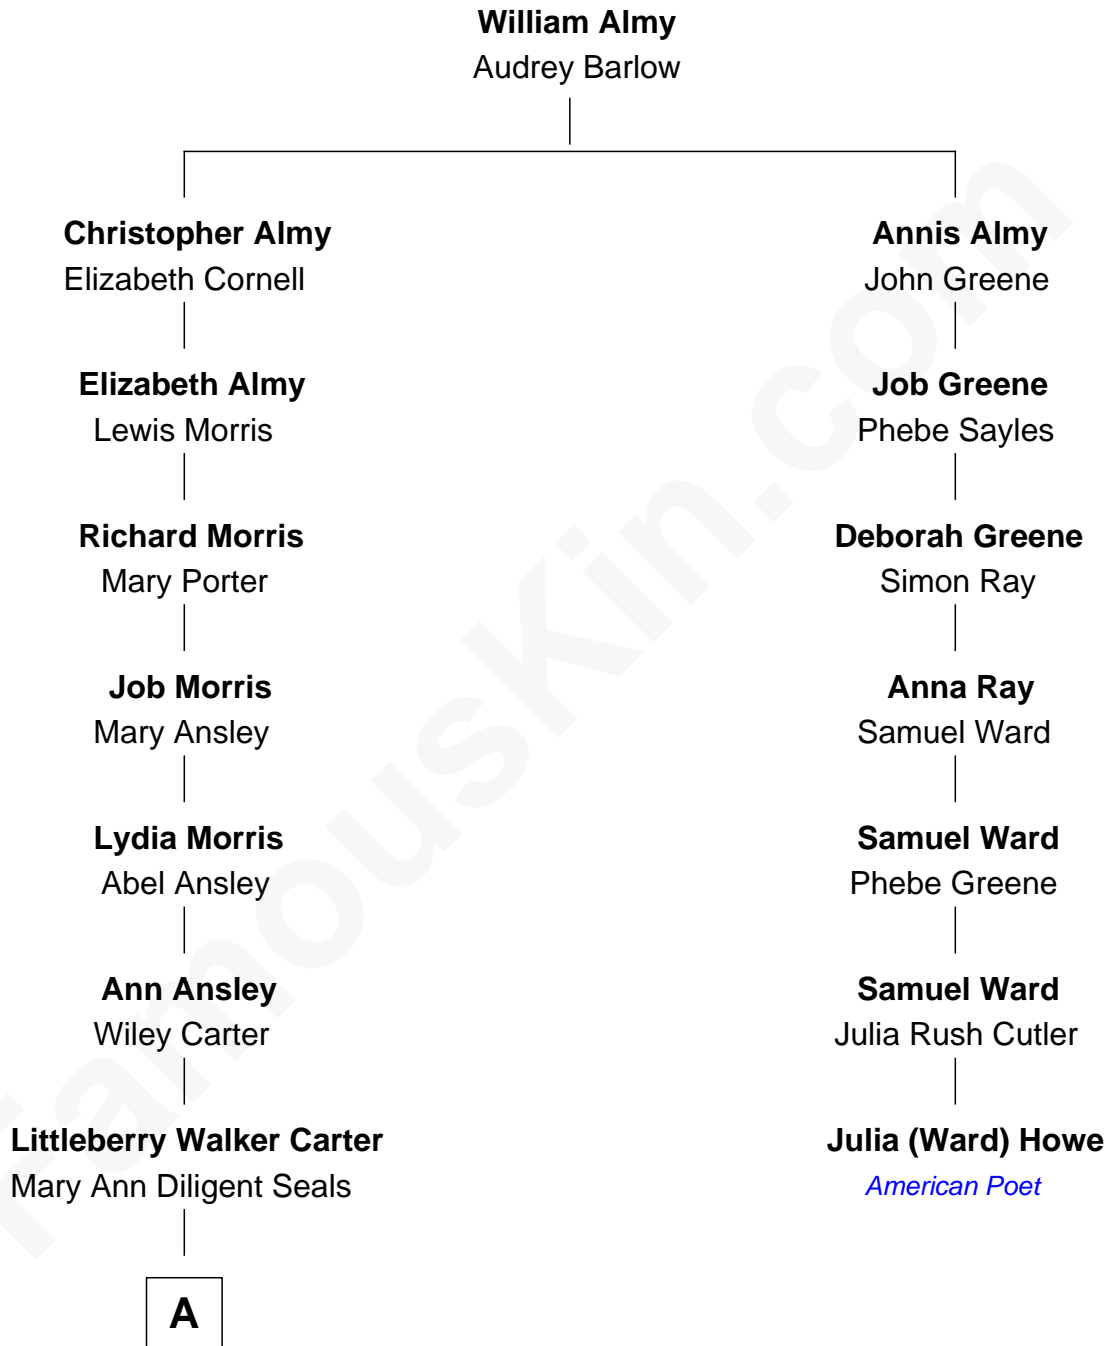 William Almy
Audrey Barlow
Christopher Almy
Elizabeth Cornell
Annis Almy
John Greene
Elizabeth Almy
Lewis Morris
Job Greene
Phebe Sayles
Richard Morris
Mary Porter
Deborah Greene
Simon Ray
Job Morris
Mary Ansley
Anna Ray
Samuel Ward
Lydia Morris
Abel Ansley
Samuel Ward
Phebe Greene
Ann Ansley
Wiley Carter
Samuel Ward
Julia Rush Cutler
Littleberry Walker Carter
Mary Ann Diligent Seals
Julia (Ward) Howe
American Poet
A
FamousKin.com